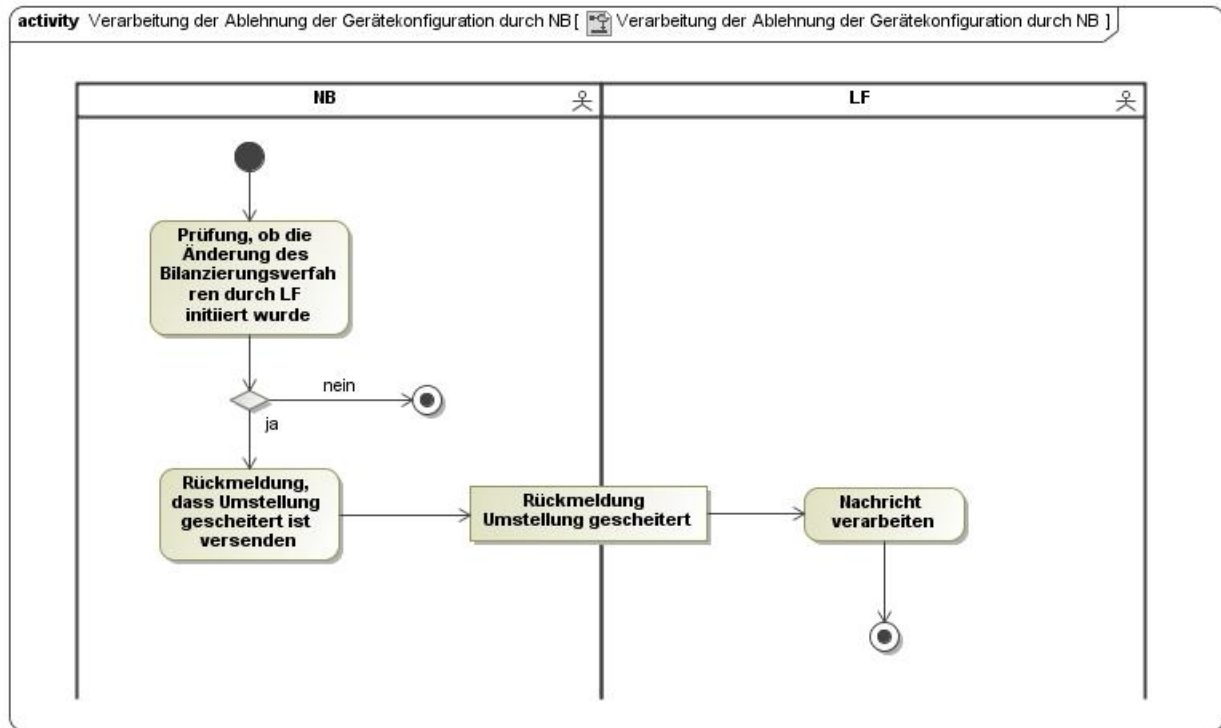 activity Verarbeitung der Ablehnung der Gerätekonfiguration durch NB [ Verarbeitung der Ablehnung der Gerätekonfiguration durch NB ]
NB
LF
Prüfung, ob die
Änderung des
Bilanzierungsverfah
ren durch LF
initiiert wurde
nein
ja
Rückmeldung,
dass Umstellung
gescheitert ist
versenden
Rückmeldung
Umstellung gescheitert
Nachricht
verarbeiten